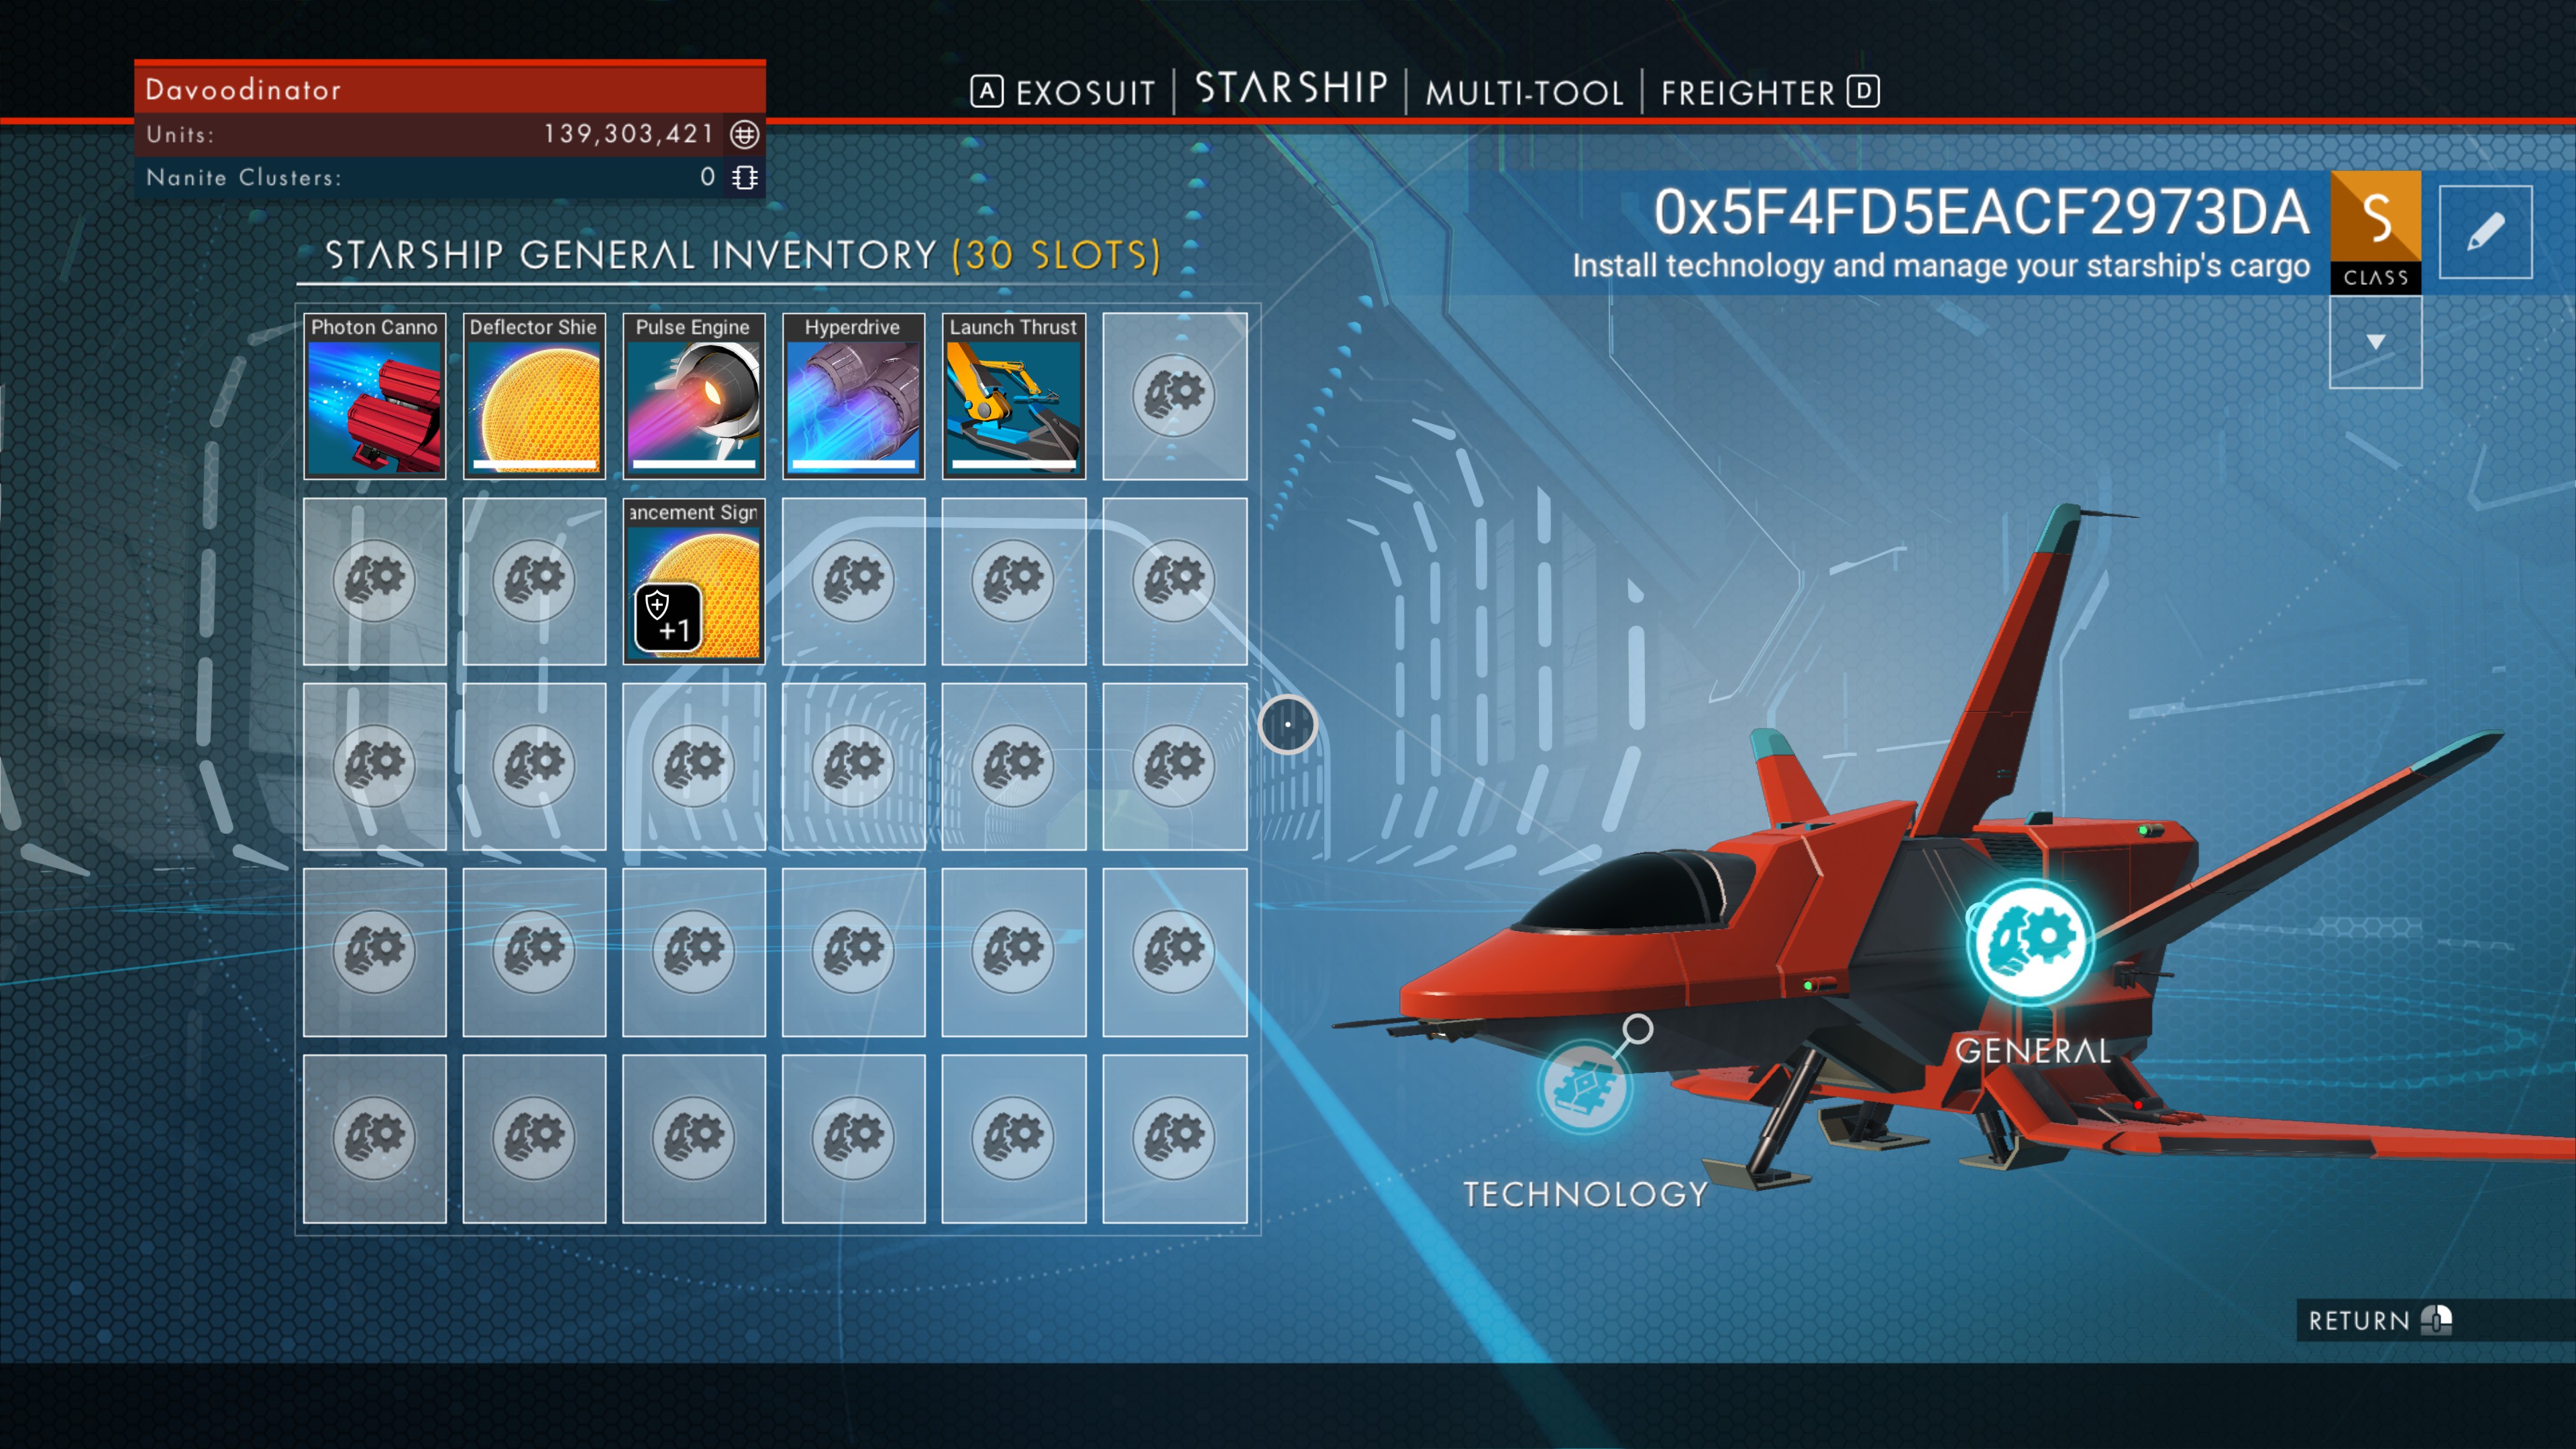 Davoodinator
Units: 139,303,421
Nanite Clusters: 0
A EXOSUIT STARSHIP MULTI-TOOL FREIGHTER D
STARSHIP GENERAL INVENTORY (30 SLOTS)
0x5F4FD5EACF2973DA
Install technology and manage your starship's cargo
S
CLASS
Photon Canno Deflector Shie Pulse Engine Hyperdrive Launch Thrust
ancement Sign
+1
GENERAL
TECHNOLOGY
RETURN